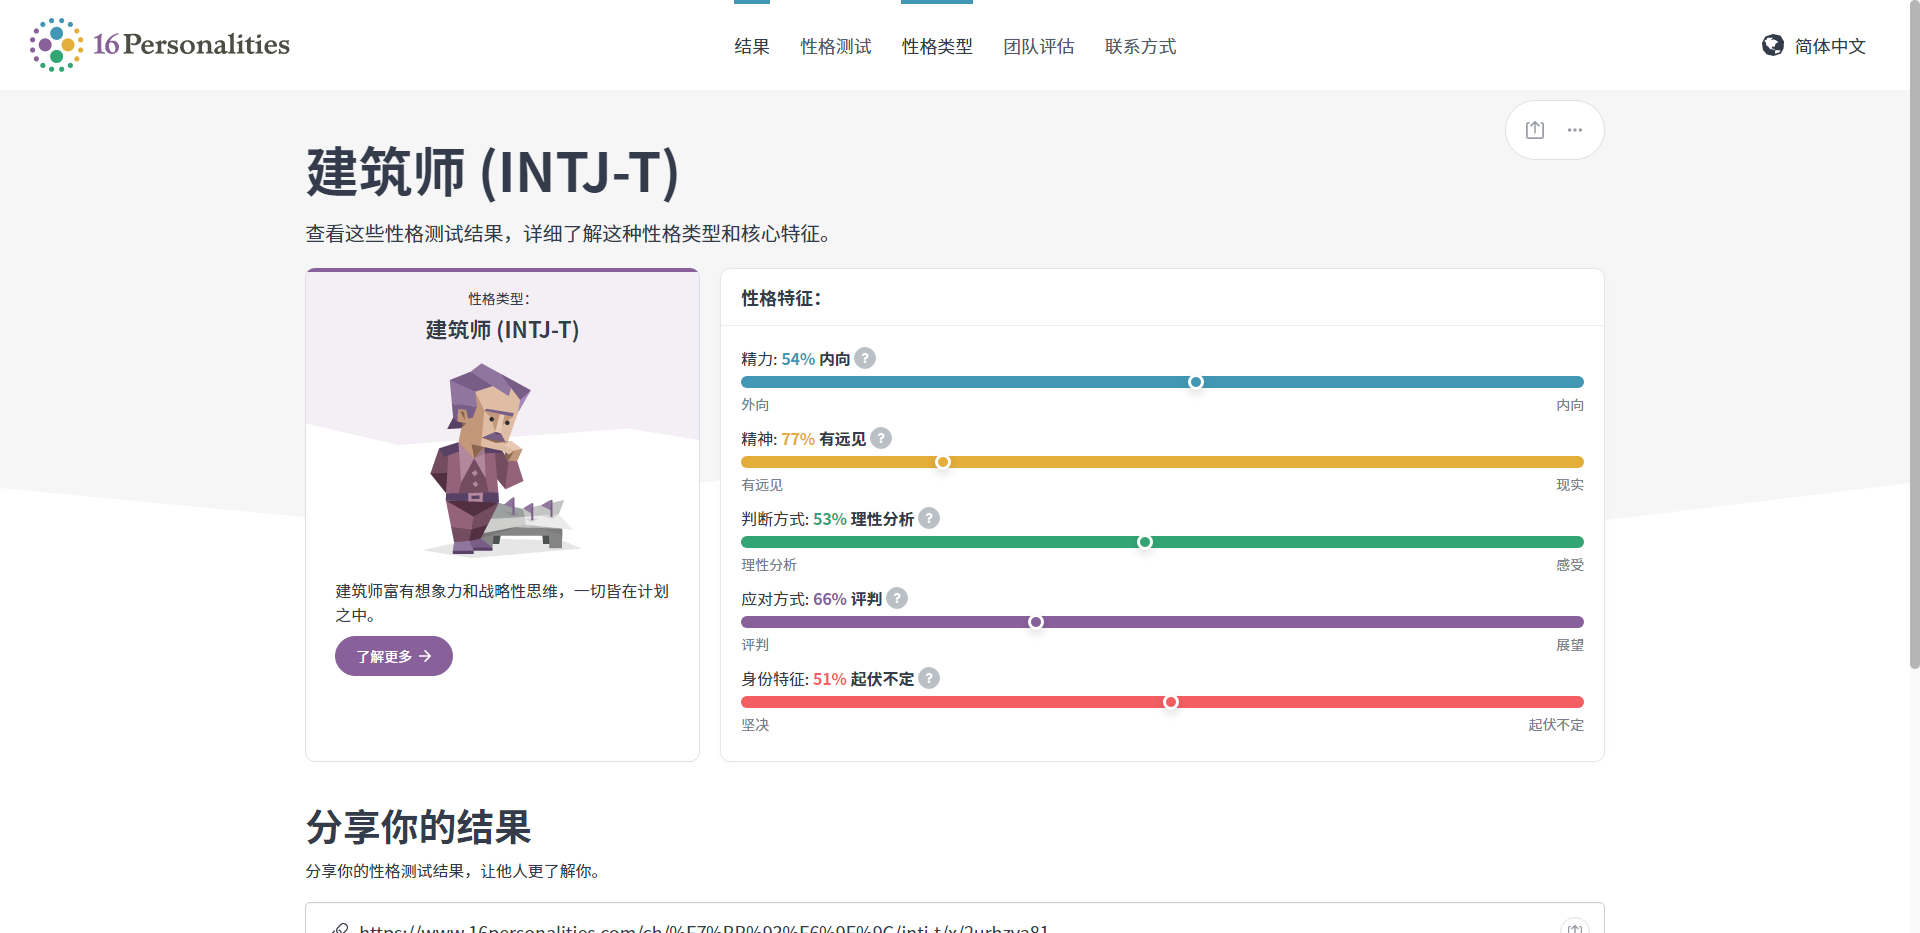 16Personalities
结果 性格测试 性格类型 团队评估 联系方式
简体中文
建筑师 (INTJ-T)
查看这些性格测试结果，详细了解这种性格类型和核心特征。
性格类型：
建筑师 (INTJ-T)
建筑师富有想象力和战略性思维，一切皆在计划
之中。
了解更多 →
性格特征：
精力: 54% 内向 ?
外向 内向
精神: 77% 有远见 ?
有远见 现实
判断方式: 53% 理性分析 ?
理性分析 感受
应对方式: 66% 评判 ?
评判 展望
身份特征: 51% 起伏不定 ?
坚决 起伏不定
分享你的结果
分享你的性格测试结果，让他人更了解你。